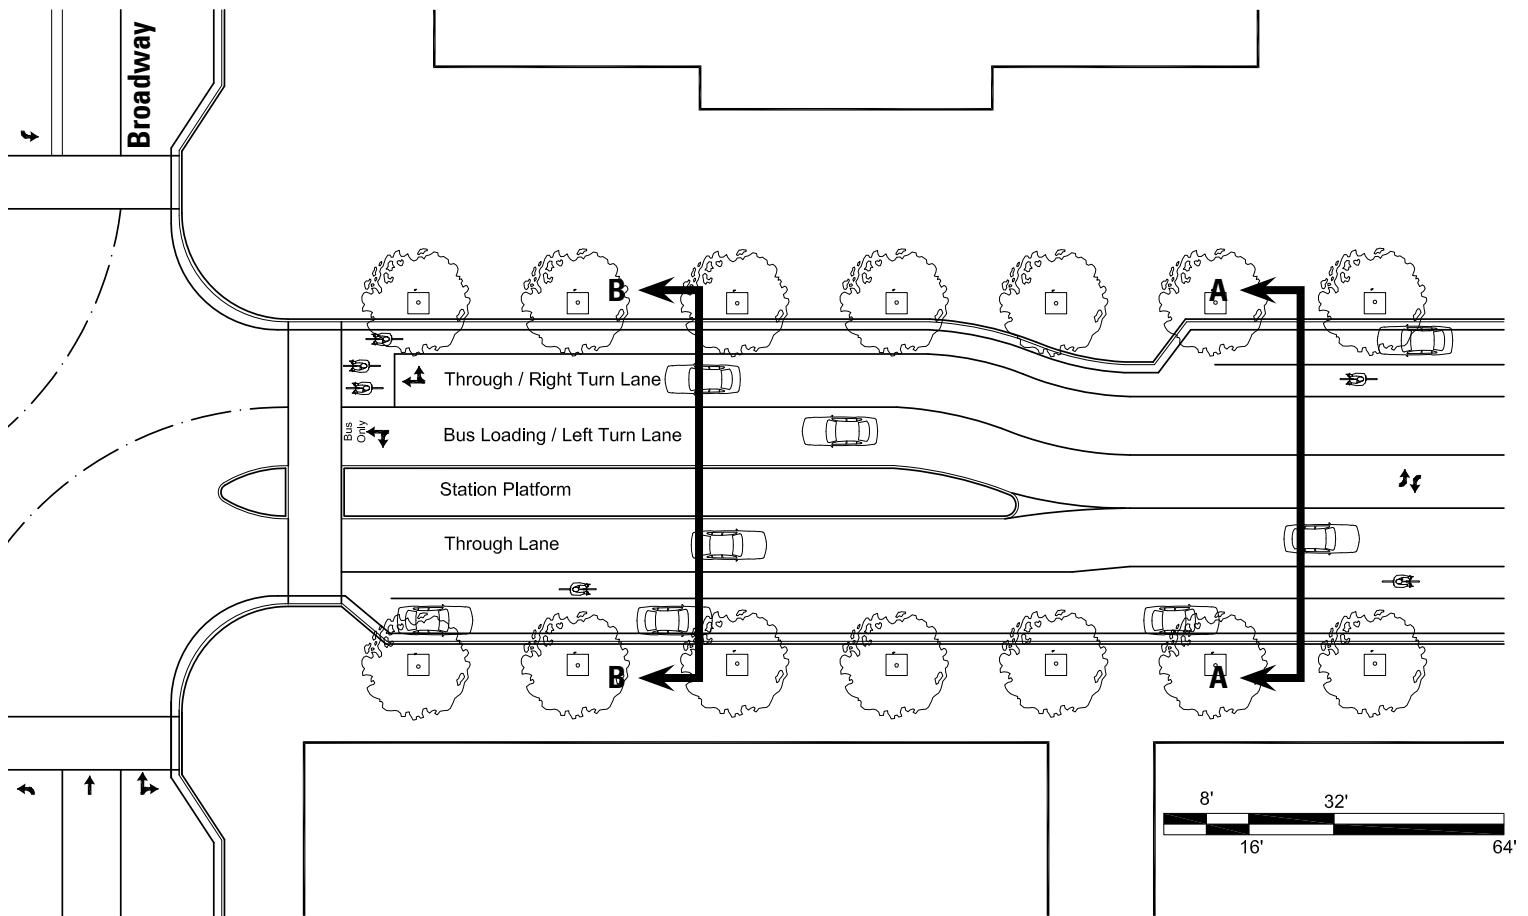 Broadway
B
A
Through / Right Turn Lane
Bus Only
Bus Loading / Left Turn Lane
Station Platform
Through Lane
B
A
8'
32'
16'
64'